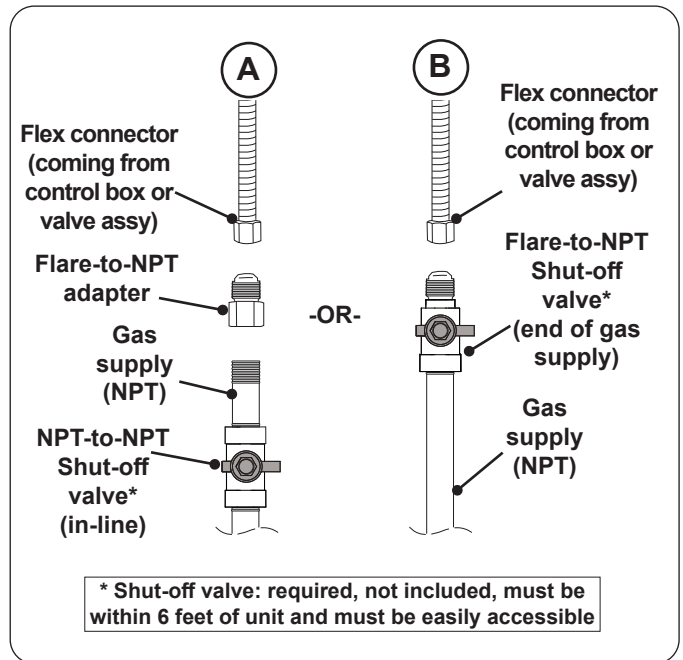 A
Flex connector
(coming from
control box or
valve assy)
Flare-to-NPT
adapter
Gas
supply
(NPT)
NPT-to-NPT
Shut-off
valve*
(in-line)
-OR-
B
Flex connector
(coming from
control box or
valve assy)
Flare-to-NPT
Shut-off
valve*
(end of gas
supply)
Gas
supply
(NPT)
* Shut-off valve: required, not included, must be
within 6 feet of unit and must be easily accessible